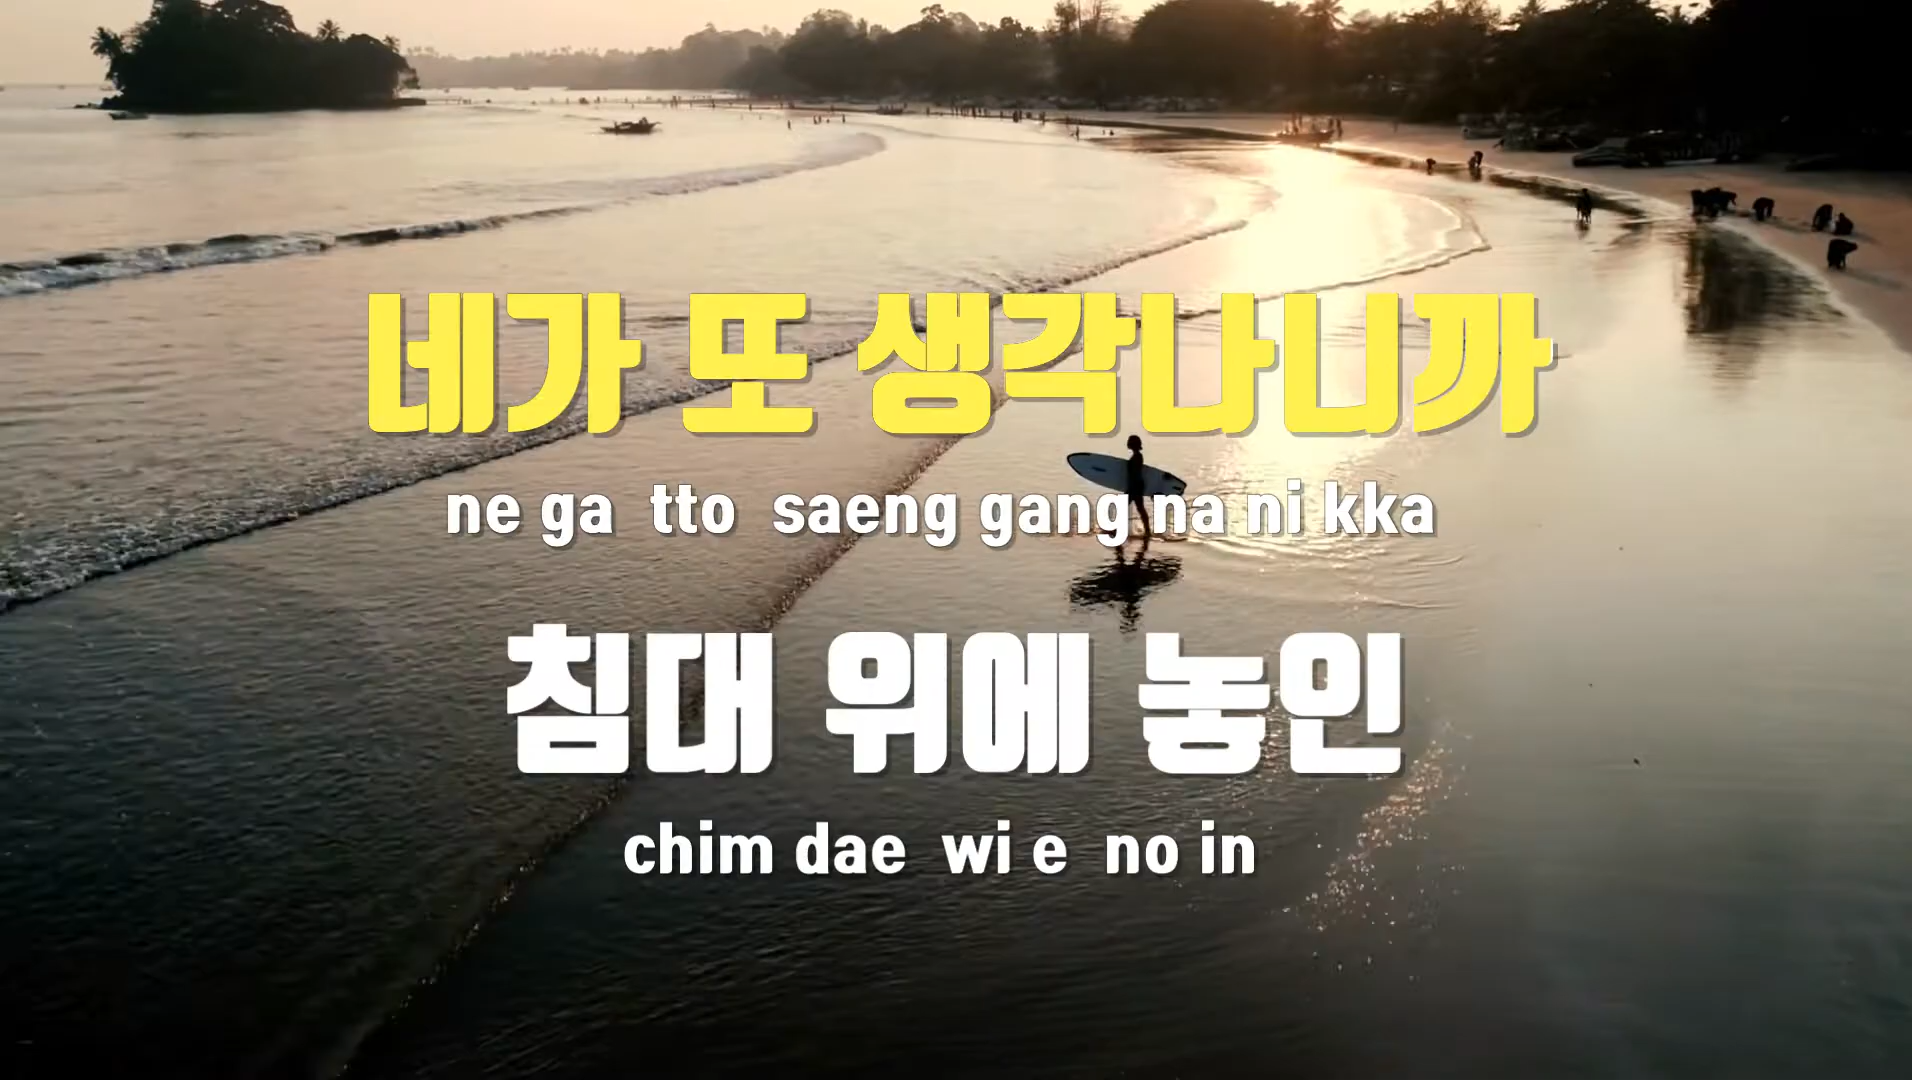 네가 또 생각나니까
ne ga tto saeng gang na ni kka
침대 위에 놓인
chim dae wi e no in